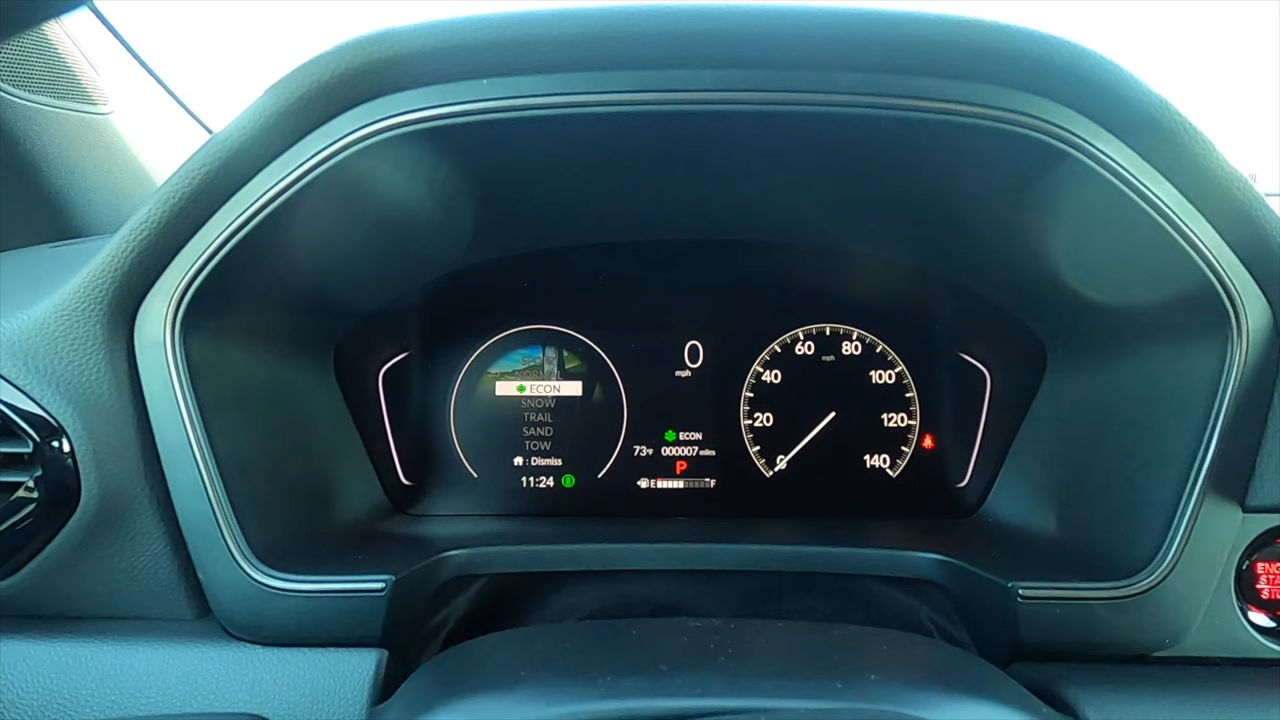 ECON
SNOW
TRAIL
SAND
TOW
: Dismiss
11:24
0
mph
ECON
73°F 000007 miles
P
E F
0
20
40
60
80
100
120
140
mph